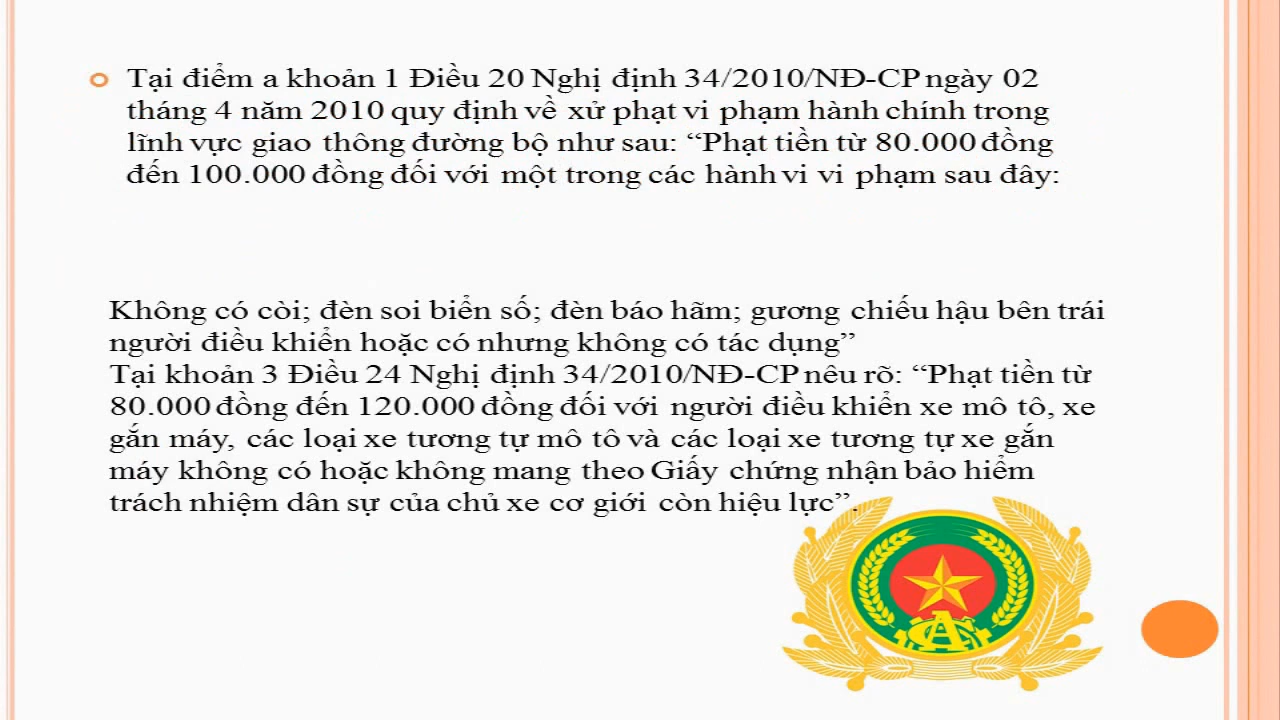 Tại điểm a khoản 1 Điều 20 Nghị định 34/2010/NĐ-CP ngày 02
tháng 4 năm 2010 quy định về xử phạt vi phạm hành chính trong
lĩnh vực giao thông đường bộ như sau: “Phạt tiền từ 80.000 đồng
đến 100.000 đồng đối với một trong các hành vi vi phạm sau đây:
Không có còi; đèn soi biển số; đèn báo hãm; gương chiếu hậu bên trái
người điều khiển hoặc có nhưng không có tác dụng”
Tại khoản 3 Điều 24 Nghị định 34/2010/NĐ-CP nêu rõ: “Phạt tiền từ
80.000 đồng đến 120.000 đồng đối với người điều khiển xe mô tô, xe
gắn máy, các loại xe tương tự mô tô và các loại xe tương tự xe gắn
máy không có hoặc không mang theo Giấy chứng nhận bảo hiểm
trách nhiệm dân sự của chủ xe cơ giới còn hiệu lực”.
CA